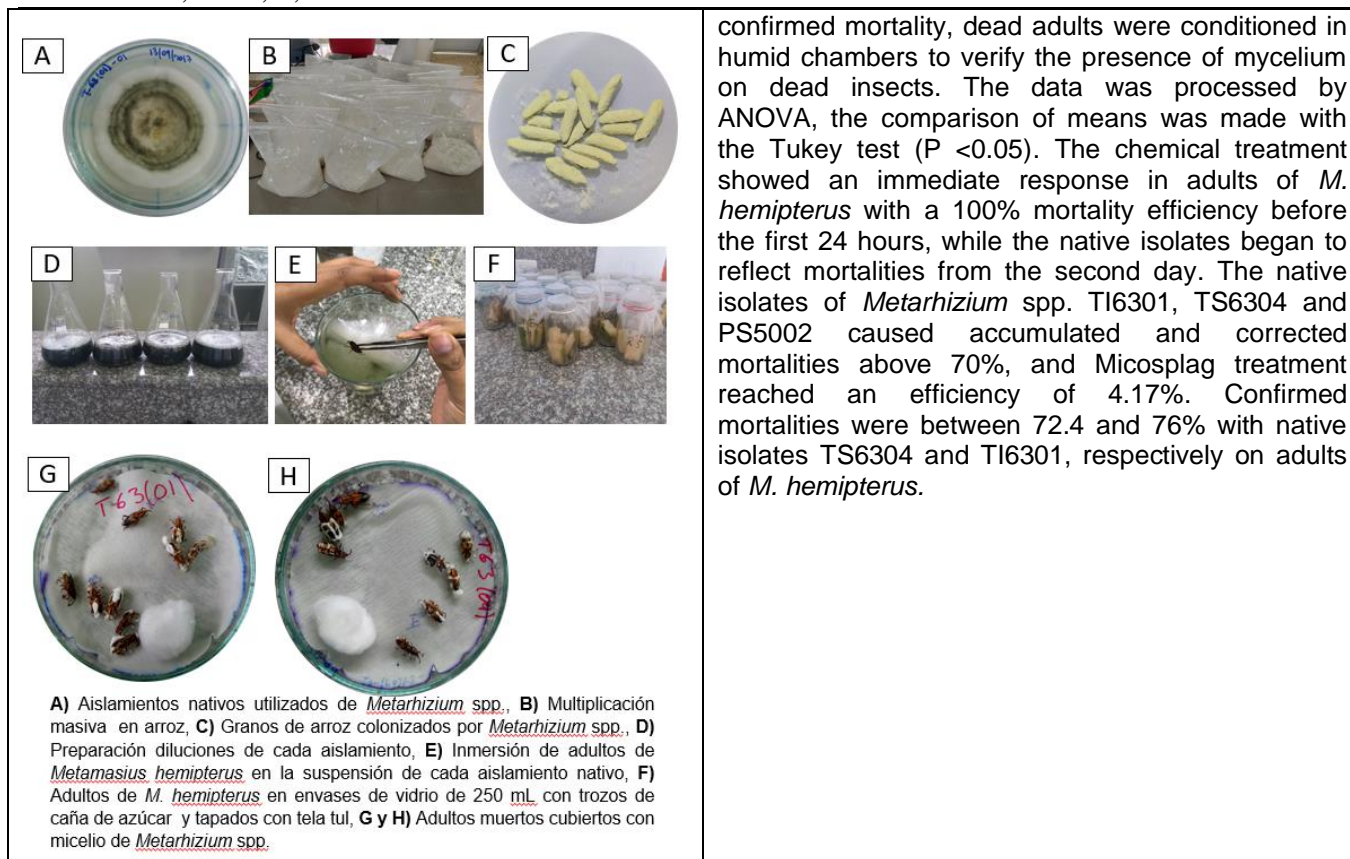 A
B
C
D
E
F
G
H
13/09/2017
T-63(01)
T63(04)
A) Aislamientos nativos utilizados de Metarhizium spp., B) Multiplicación
masiva en arroz, C) Granos de arroz colonizados por Metarhizium spp., D)
Preparación diluciones de cada aislamiento, E) Inmersión de adultos de
Metamasius hemipterus en la suspensión de cada aislamiento nativo, F)
Adultos de M. hemipterus en envases de vidrio de 250 mL con trozos de
caña de azúcar y tapados con tela tul, G y H) Adultos muertos cubiertos con
micelio de Metarhizium spp.
confirmed mortality, dead adults were conditioned in
humid chambers to verify the presence of mycelium
on dead insects. The data was processed by
ANOVA, the comparison of means was made with
the Tukey test (P <0.05). The chemical treatment
showed an immediate response in adults of M.
hemipterus with a 100% mortality efficiency before
the first 24 hours, while the native isolates began to
reflect mortalities from the second day. The native
isolates of Metarhizium spp. TI6301, TS6304 and
PS5002 caused accumulated and corrected
mortalities above 70%, and Micosplag treatment
reached an efficiency of 4.17%. Confirmed
mortalities were between 72.4 and 76% with native
isolates TS6304 and TI6301, respectively on adults
of M. hemipterus.